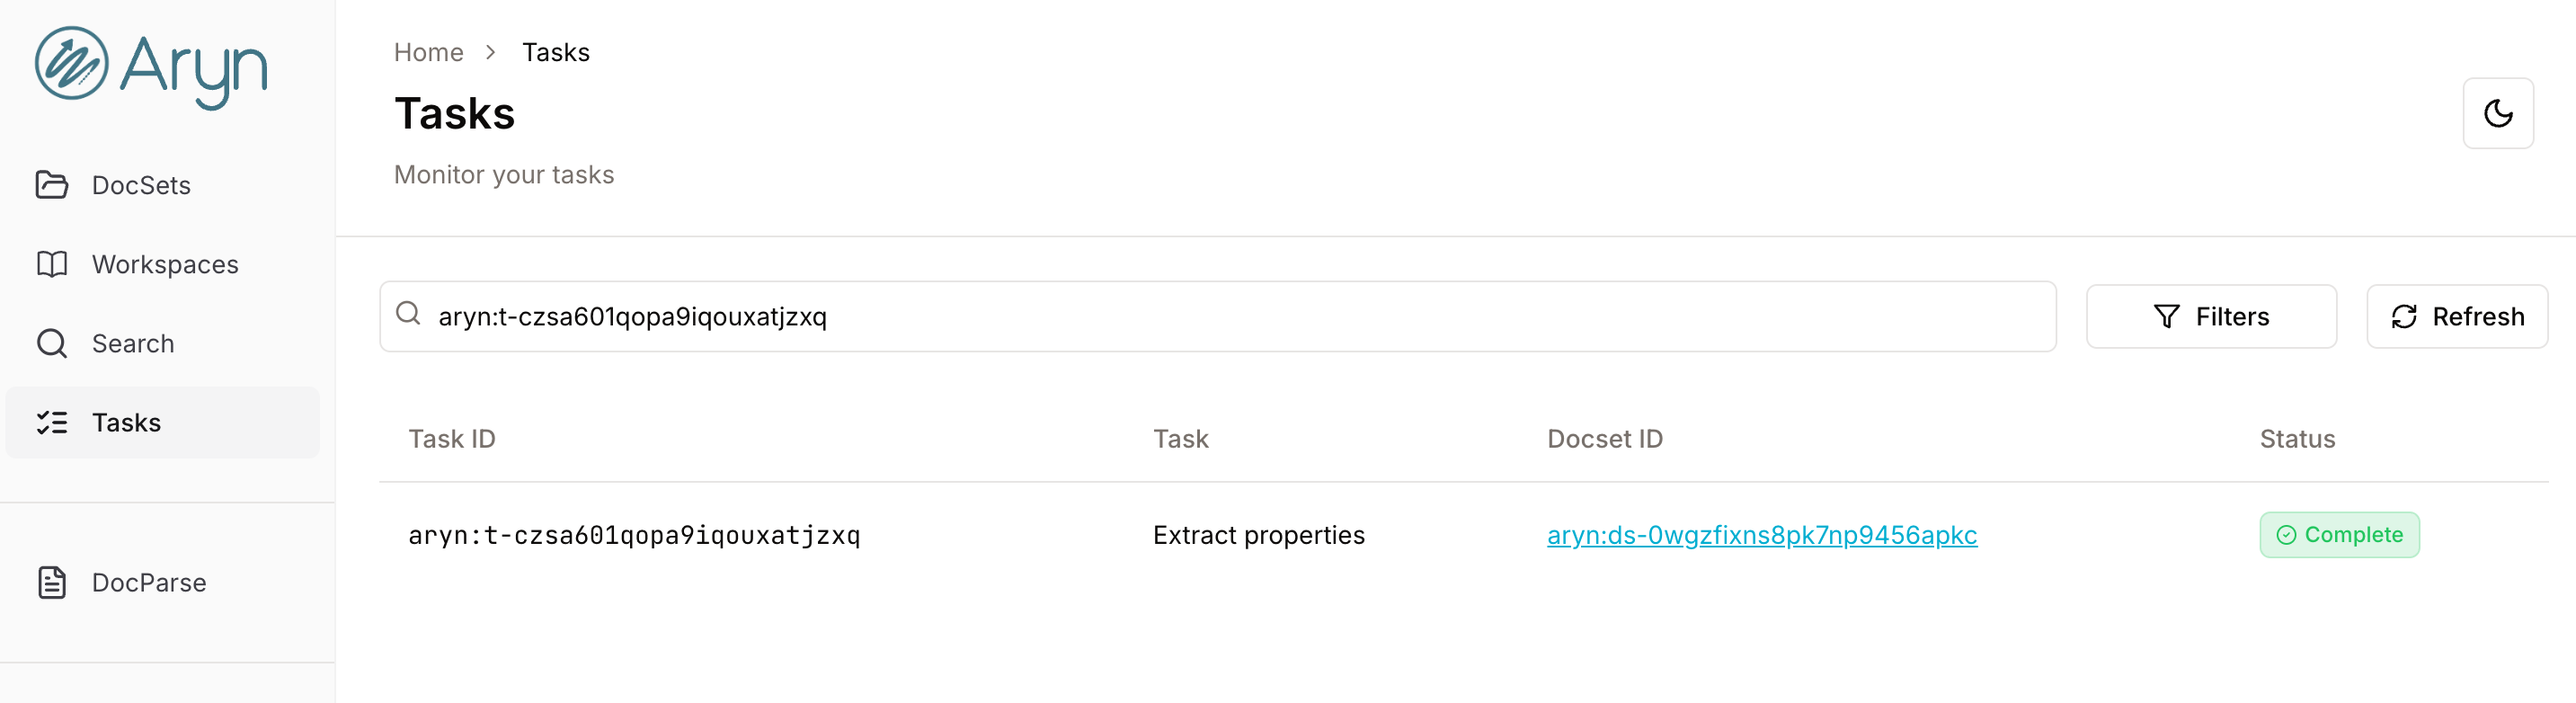 Aryn
DocSets
Workspaces
Search
Tasks
DocParse
Home > Tasks
Tasks
Monitor your tasks
aryn:t-czsa601qopa9iqouxatjzxq
Filters
Refresh
Task ID Task Docset ID Status
aryn:t-czsa601qopa9iqouxatjzxq Extract properties aryn:ds-0wgzfixns8pk7np9456apkc Complete